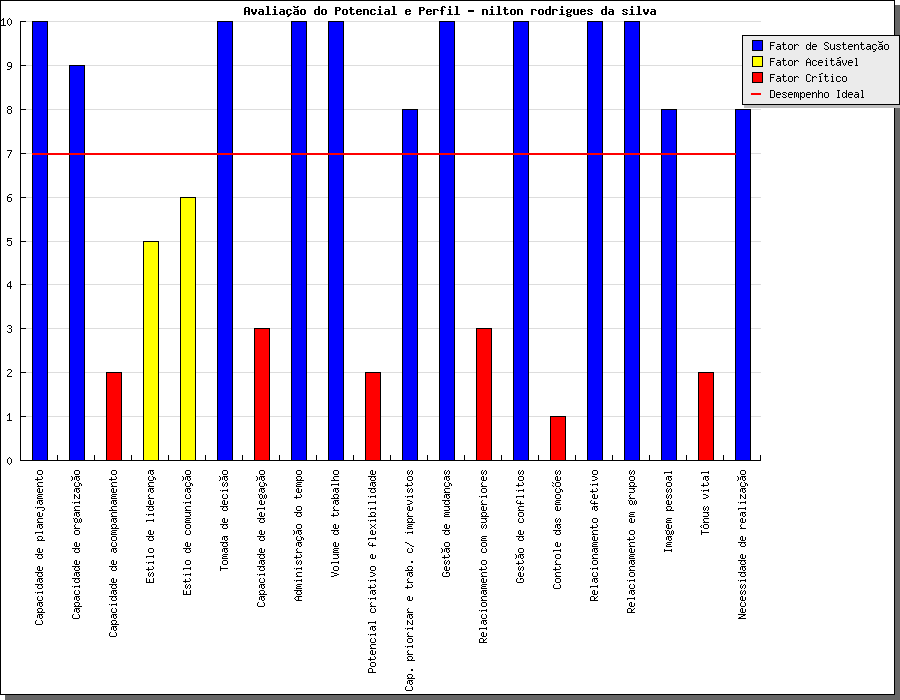 Avaliação do Potencial e Perfil - nilton rodrigues da silva
Fator de Sustentação
Fator Aceitável
Fator Crítico
Desempenho Ideal
10
9
8
7
6
5
4
3
2
1
0
Capacidade de planejamento
Capacidade de organização
Capacidade de acompanhamento
Estilo de liderança
Estilo de comunicação
Tomada de decisão
Capacidade de delegação
Administração do tempo
Volume de trabalho
Potencial criativo e flexibilidade
Cap. priorizar e trab. c/ imprevistos
Gestão de mudanças
Relacionamento com superiores
Gestão de conflitos
Controle das emoções
Relacionamento afetivo
Relacionamento em grupos
Imagem pessoal
Tônus vital
Necessidade de realização